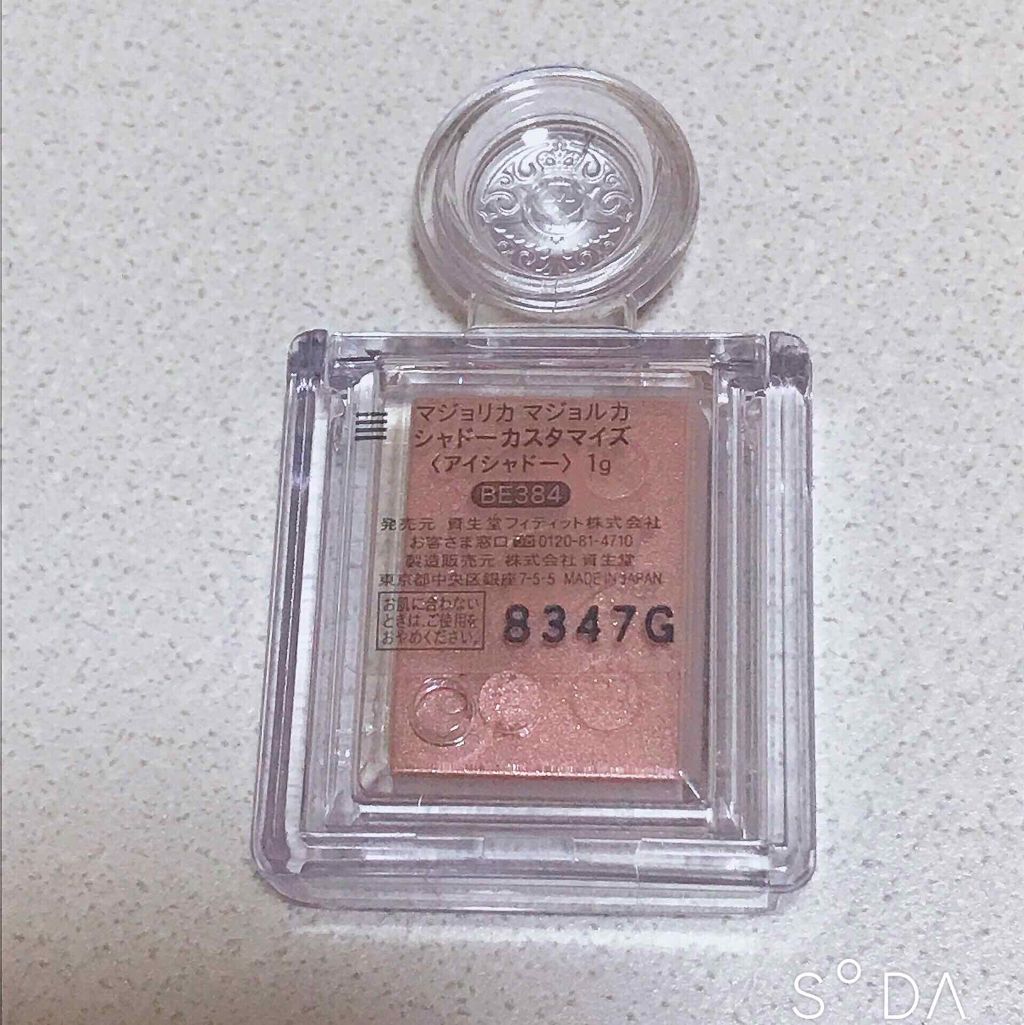 マジョリカ マジョルカ
シャドーカスタマイズ
〈アイシャドー〉 1g
BE384
発売元 資生堂フィティット株式会社
お客さま窓口 0120-81-4710
製造販売元 株式会社 資生堂
東京都中央区銀座7-5-5 MADE IN JAPAN
お肌に合わない
ときは、ご使用を
おやめください。
8347G
S°DA